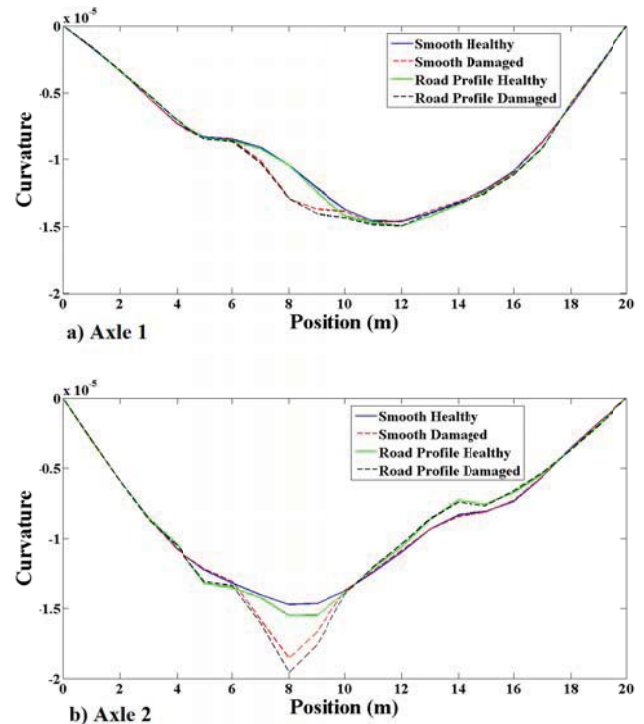 x 10^-5
0
-0.5
-1
-1.5
-2
Curvature
Smooth Healthy
Smooth Damaged
Road Profile Healthy
Road Profile Damaged
0 2 4 6 8 10 12 14 16 18 20
Position (m)
a) Axle 1
x 10^-5
0
-0.5
-1
-1.5
-2
Curvature
Smooth Healthy
Smooth Damaged
Road Profile Healthy
Road Profile Damaged
0 2 4 6 8 10 12 14 16 18 20
Position (m)
b) Axle 2